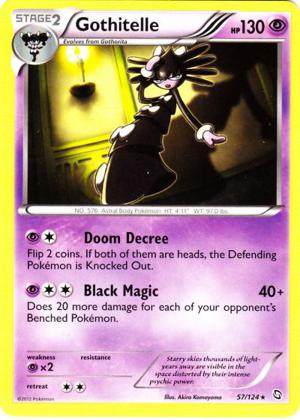 STAGE2
Gothitelle
HP130
Evolves from Gothorita
NO. 576 Astral Body Pokémon HT: 4'11" WT: 97.0 lbs.
Doom Decree
Flip 2 coins. If both of them are heads, the Defending
Pokémon is Knocked Out.
Black Magic 40+
Does 20 more damage for each of your opponent's
Benched Pokémon.
weakness resistance
×2
retreat
Starry skies thousands of light-
years away are visible in the
space distorted by their intense
psychic power.
©2012 Pokémon
Illus. Akira Komayama
57/124 ★